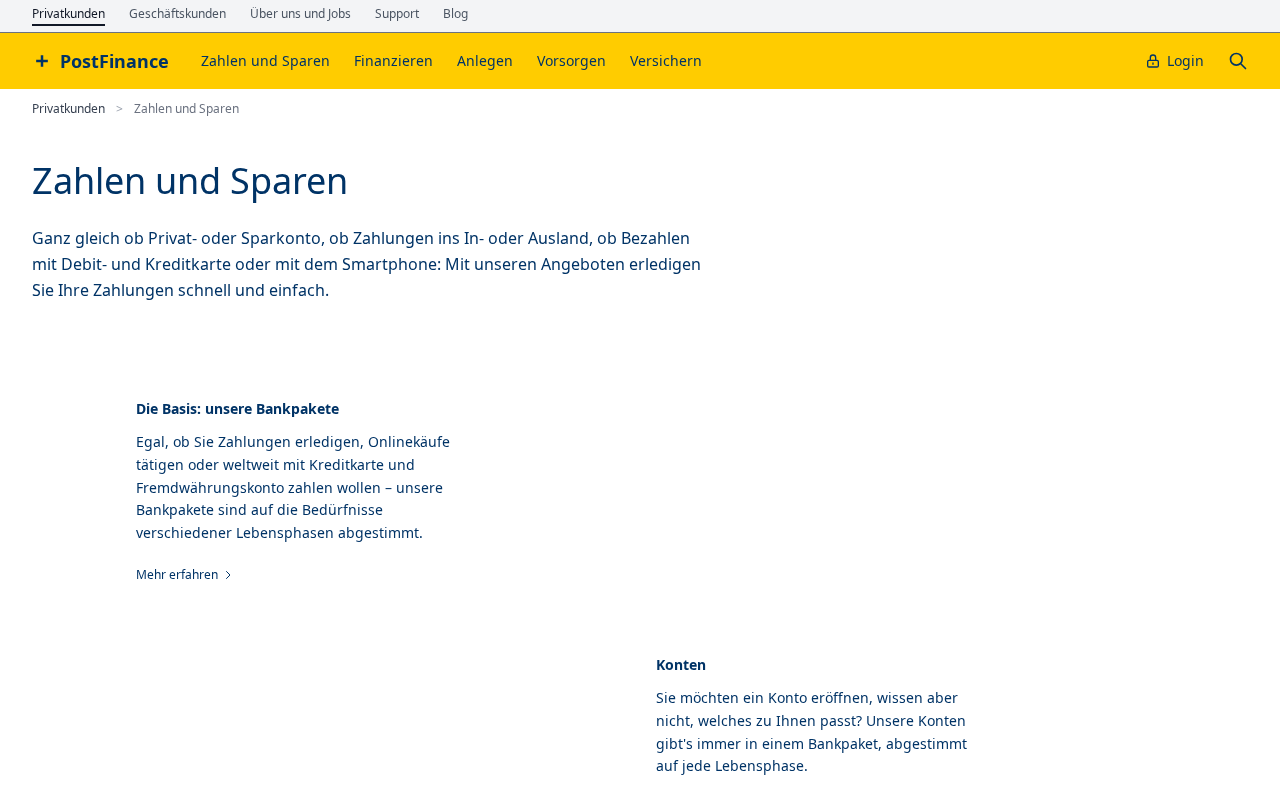 Privatkunden Geschäftskunden Über uns und Jobs Support Blog
PostFinance Zahlen und Sparen Finanzieren Anlegen Vorsorgen Versichern Login
Privatkunden > Zahlen und Sparen
Zahlen und Sparen
Ganz gleich ob Privat- oder Sparkonto, ob Zahlungen ins In- oder Ausland, ob Bezahlen
mit Debit- und Kreditkarte oder mit dem Smartphone: Mit unseren Angeboten erledigen
Sie Ihre Zahlungen schnell und einfach.
Die Basis: unsere Bankpakete
Egal, ob Sie Zahlungen erledigen, Onlinekäufe
tätigen oder weltweit mit Kreditkarte und
Fremdwährungskonto zahlen wollen – unsere
Bankpakete sind auf die Bedürfnisse
verschiedener Lebensphasen abgestimmt.
Mehr erfahren
Konten
Sie möchten ein Konto eröffnen, wissen aber
nicht, welches zu Ihnen passt? Unsere Konten
gibt's immer in einem Bankpaket, abgestimmt
auf jede Lebensphase.